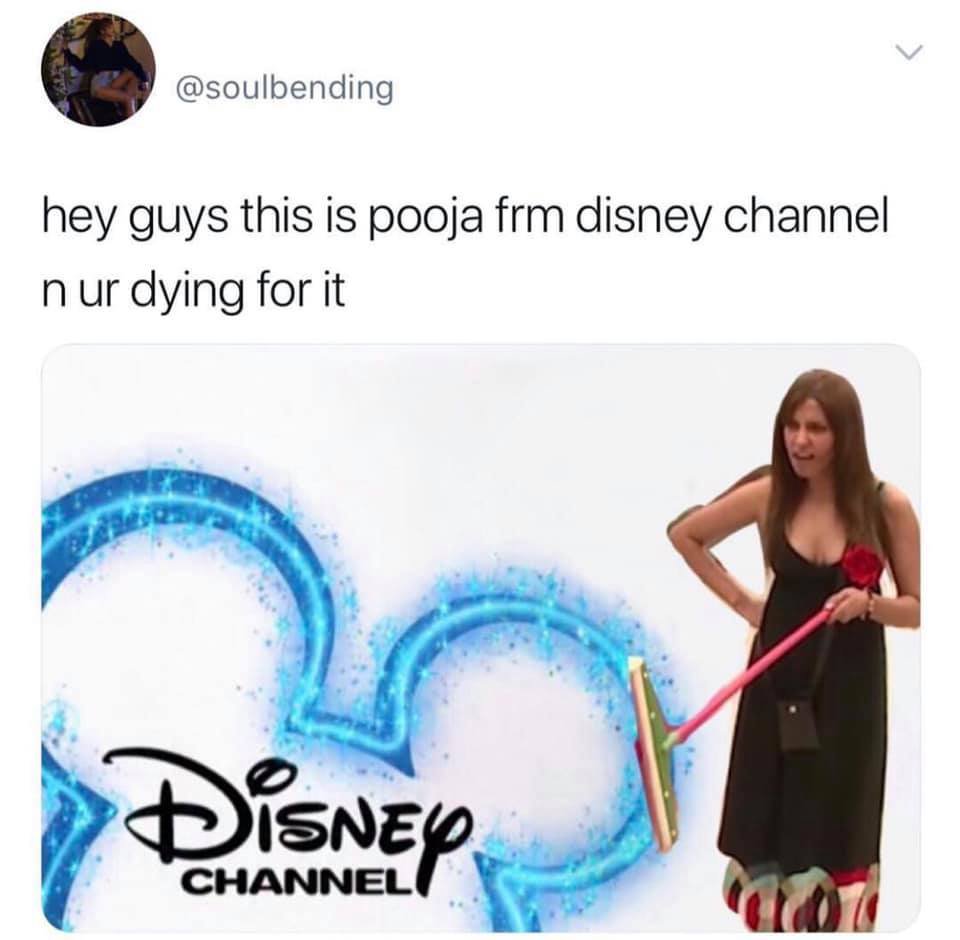 @soulbending
hey guys this is pooja frm disney channel
n ur dying for it
Disney
CHANNEL